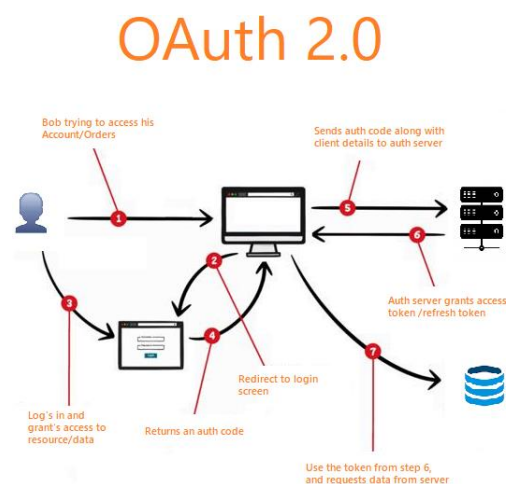 OAuth 2.0
Bob trying to access his
Account/Orders
Sends auth code along with
client details to auth server
1
5
6
2
3
4
7
Auth server grants access
token /refresh token
Redirect to login
screen
Log's in and
grant's access to
resource/data
Returns an auth code
Use the token from step 6,
and requests data from server